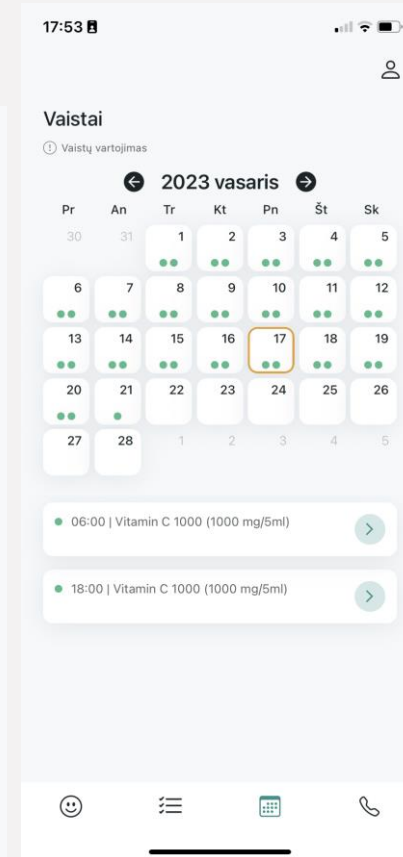 17:53
Vaistai
Vaistų vartojimas
2023 vasaris
Pr An Tr Kt Pn Št Sk
30 31 1 2 3 4 5
6 7 8 9 10 11 12
13 14 15 16 17 18 19
20 21 22 23 24 25 26
27 28 1 2 3 4 5
06:00 | Vitamin C 1000 (1000 mg/5ml)
18:00 | Vitamin C 1000 (1000 mg/5ml)